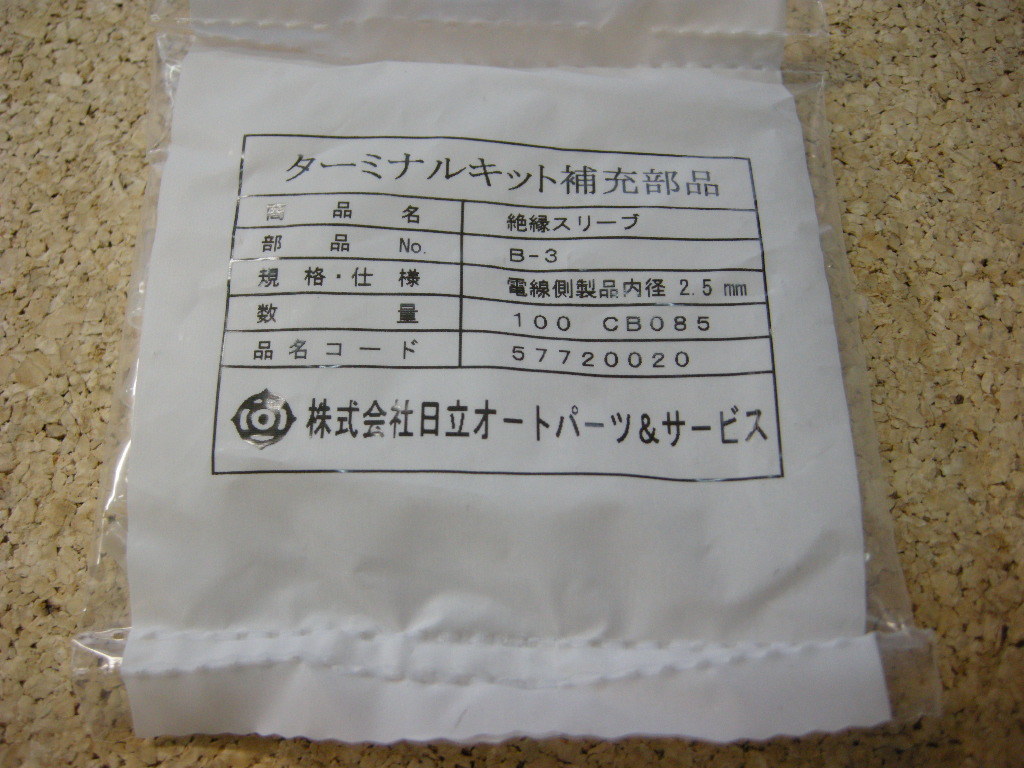 ターミナルキット補充部品
商品名 絶縁スリーブ
部品No. B-3
規格・仕様 電線側製品内径 2.5 mm
数量 100 CB085
品名コード 57720020
株式会社日立オートパーツ&サービス